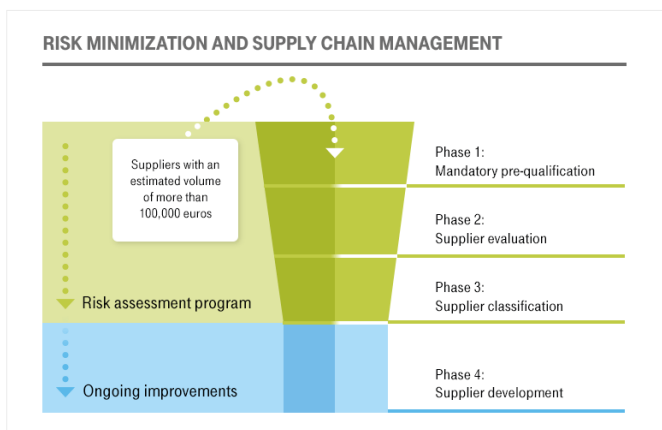 RISK MINIMIZATION AND SUPPLY CHAIN MANAGEMENT
Suppliers with an
estimated volume
of more than
100,000 euros
Phase 1:
Mandatory pre-qualification
Phase 2:
Supplier evaluation
Phase 3:
Supplier classification
Risk assessment program
Phase 4:
Supplier development
Ongoing improvements